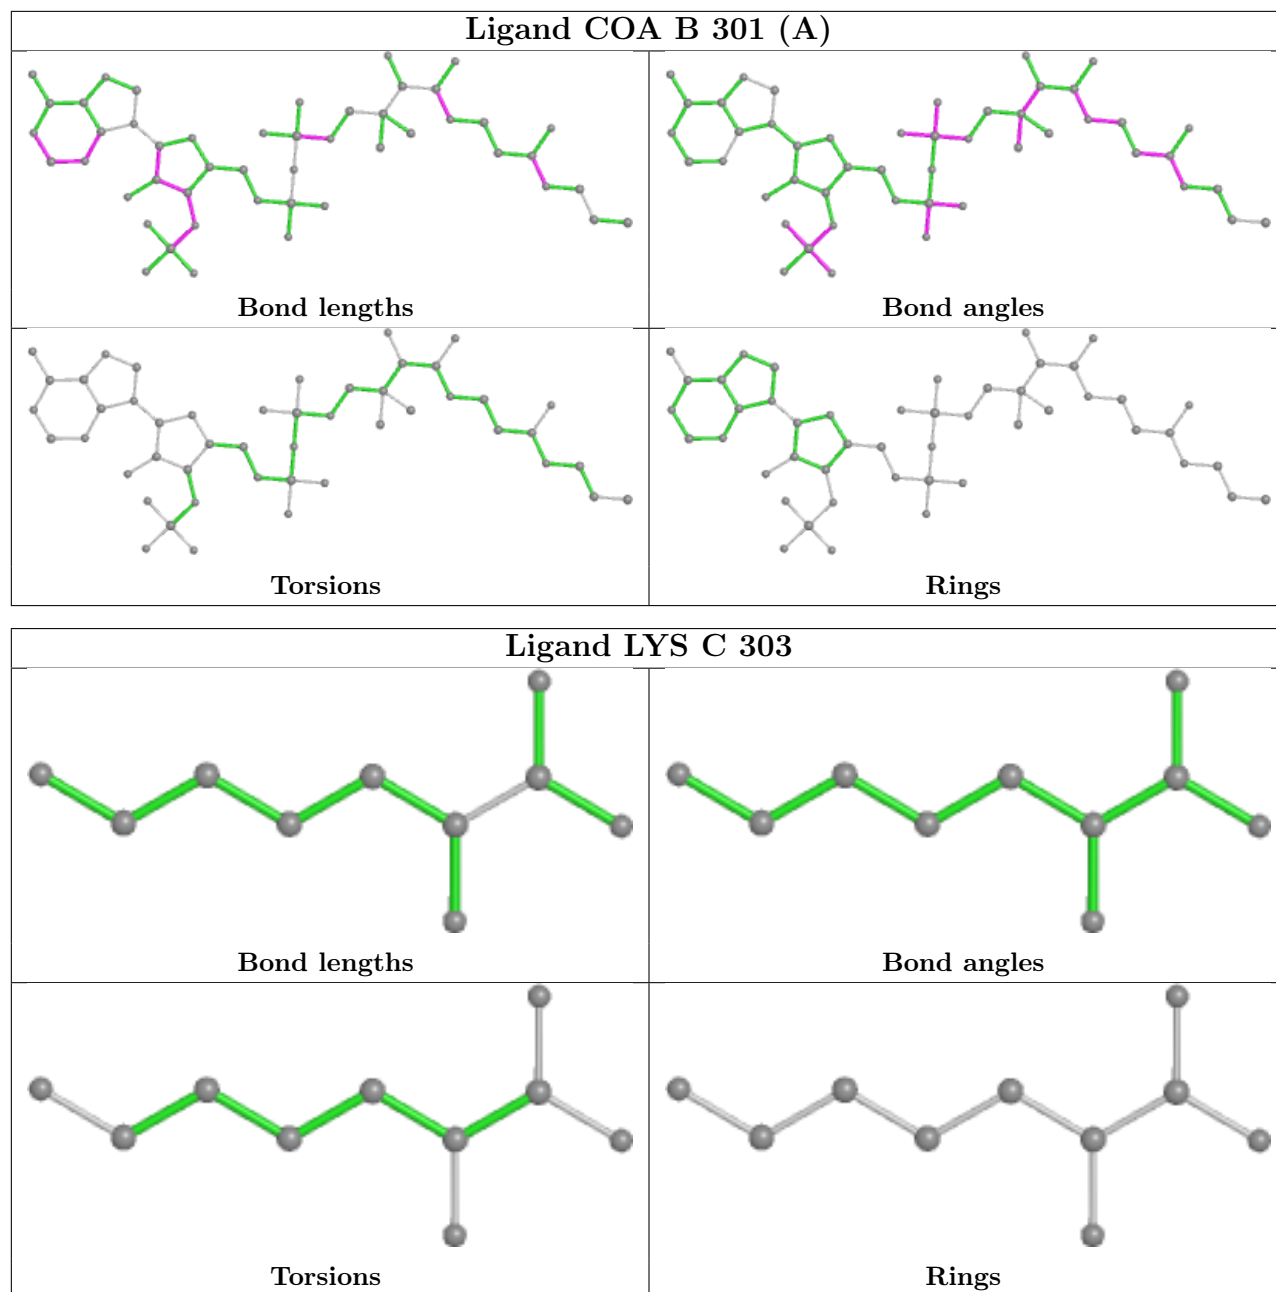 Ligand COA B 301 (A)
Bond lengths
Bond angles
Torsions
Rings
Ligand LYS C 303
Bond lengths
Bond angles
Torsions
Rings